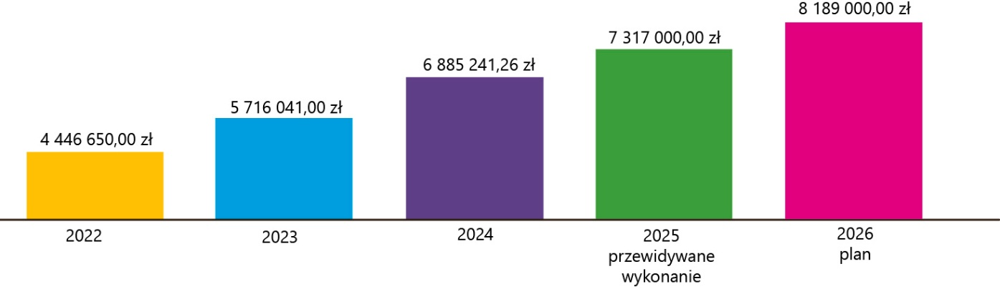 8 189 000,00 zł
7 317 000,00 zł
6 885 241,26 zł
5 716 041,00 zł
4 446 650,00 zł
2022
2023
2024
2025
przewidywane
wykonanie
2026
plan